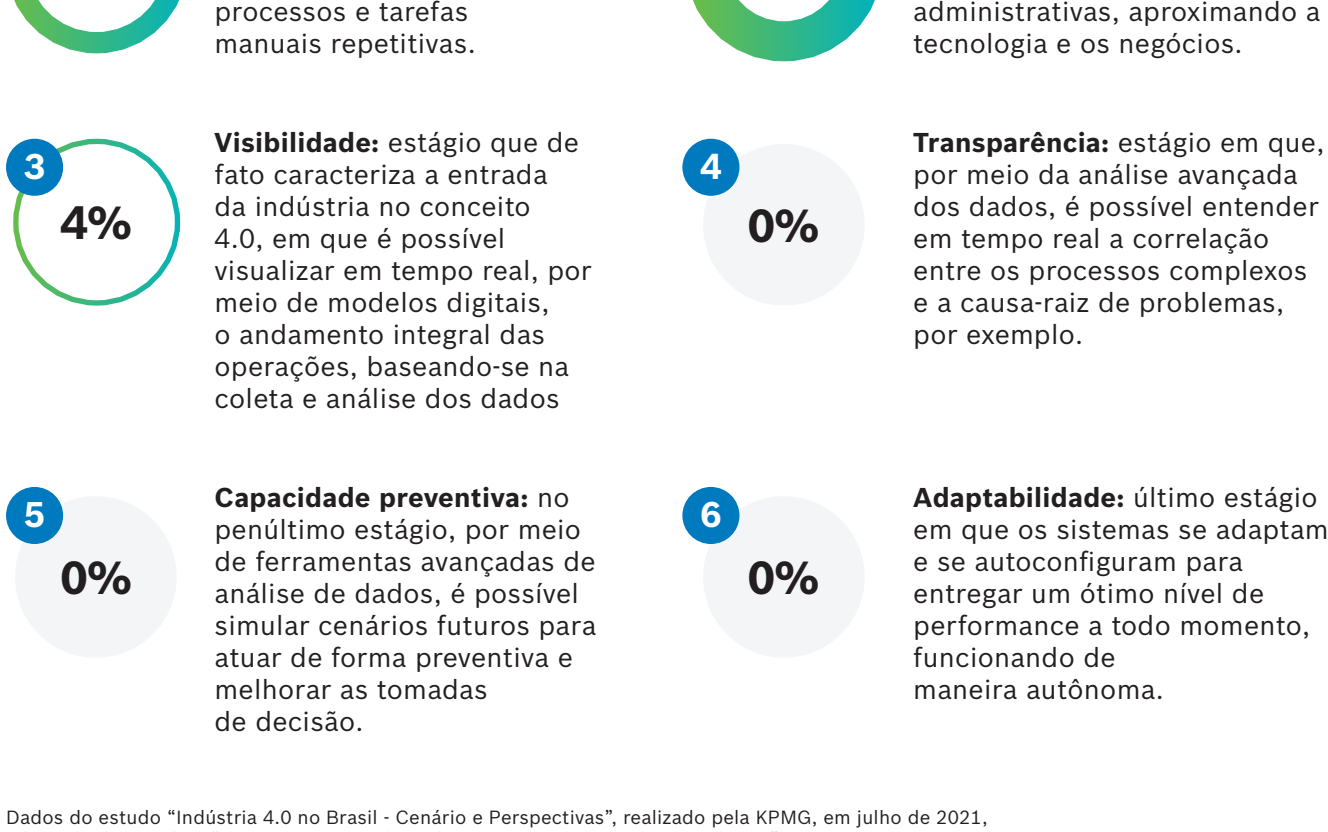 processos e tarefas
manuais repetitivas.
administrativas, aproximando a
tecnologia e os negócios.
3
4%
Visibilidade: estágio que de
fato caracteriza a entrada
da indústria no conceito
4.0, em que é possível
visualizar em tempo real, por
meio de modelos digitais,
o andamento integral das
operações, baseando-se na
coleta e análise dos dados
4
0%
Transparência: estágio em que,
por meio da análise avançada
dos dados, é possível entender
em tempo real a correlação
entre os processos complexos
e a causa-raiz de problemas,
por exemplo.
5
0%
Capacidade preventiva: no
penúltimo estágio, por meio
de ferramentas avançadas de
análise de dados, é possível
simular cenários futuros para
atuar de forma preventiva e
melhorar as tomadas
de decisão.
6
0%
Adaptabilidade: último estágio
em que os sistemas se adaptam
e se autoconfiguram para
entregar um ótimo nível de
performance a todo momento,
funcionando de
maneira autônoma.
Dados do estudo “Indústria 4.0 no Brasil - Cenário e Perspectivas”, realizado pela KPMG, em julho de 2021,